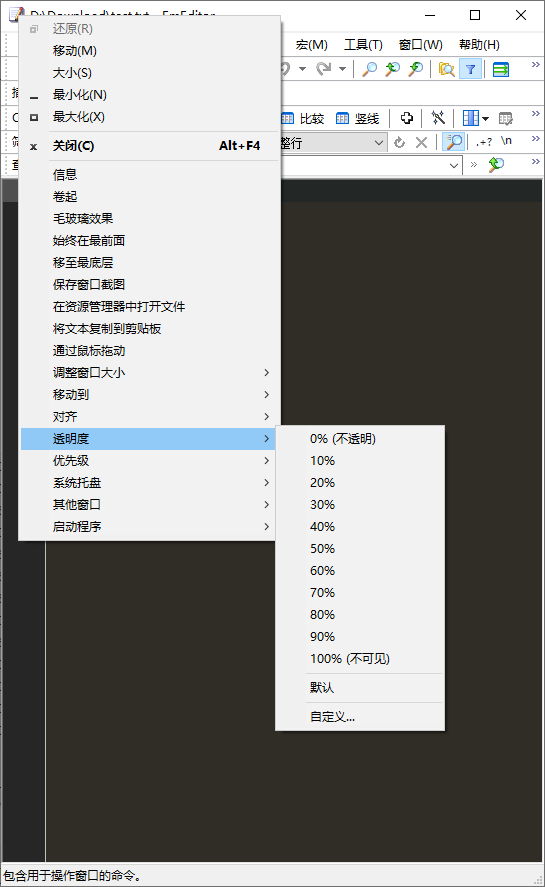 EmEditor
还原(R)
移动(M)
大小(S)
最小化(N)
最大化(X)
关闭(C) Alt+F4
信息
卷起
毛玻璃效果
始终在最前面
移至最底层
保存窗口截图
在资源管理器中打开文件
将文本复制到剪贴板
通过鼠标拖动
调整窗口大小
移动到
对齐
透明度
优先级
系统托盘
其他窗口
启动程序
宏(M) 工具(T) 窗口(W) 帮助(H)
比较 竖线
整行 .+? \n
0% (不透明)
10%
20%
30%
40%
50%
60%
70%
80%
90%
100% (不可见)
默认
自定义...
包含用于操作窗口的命令。